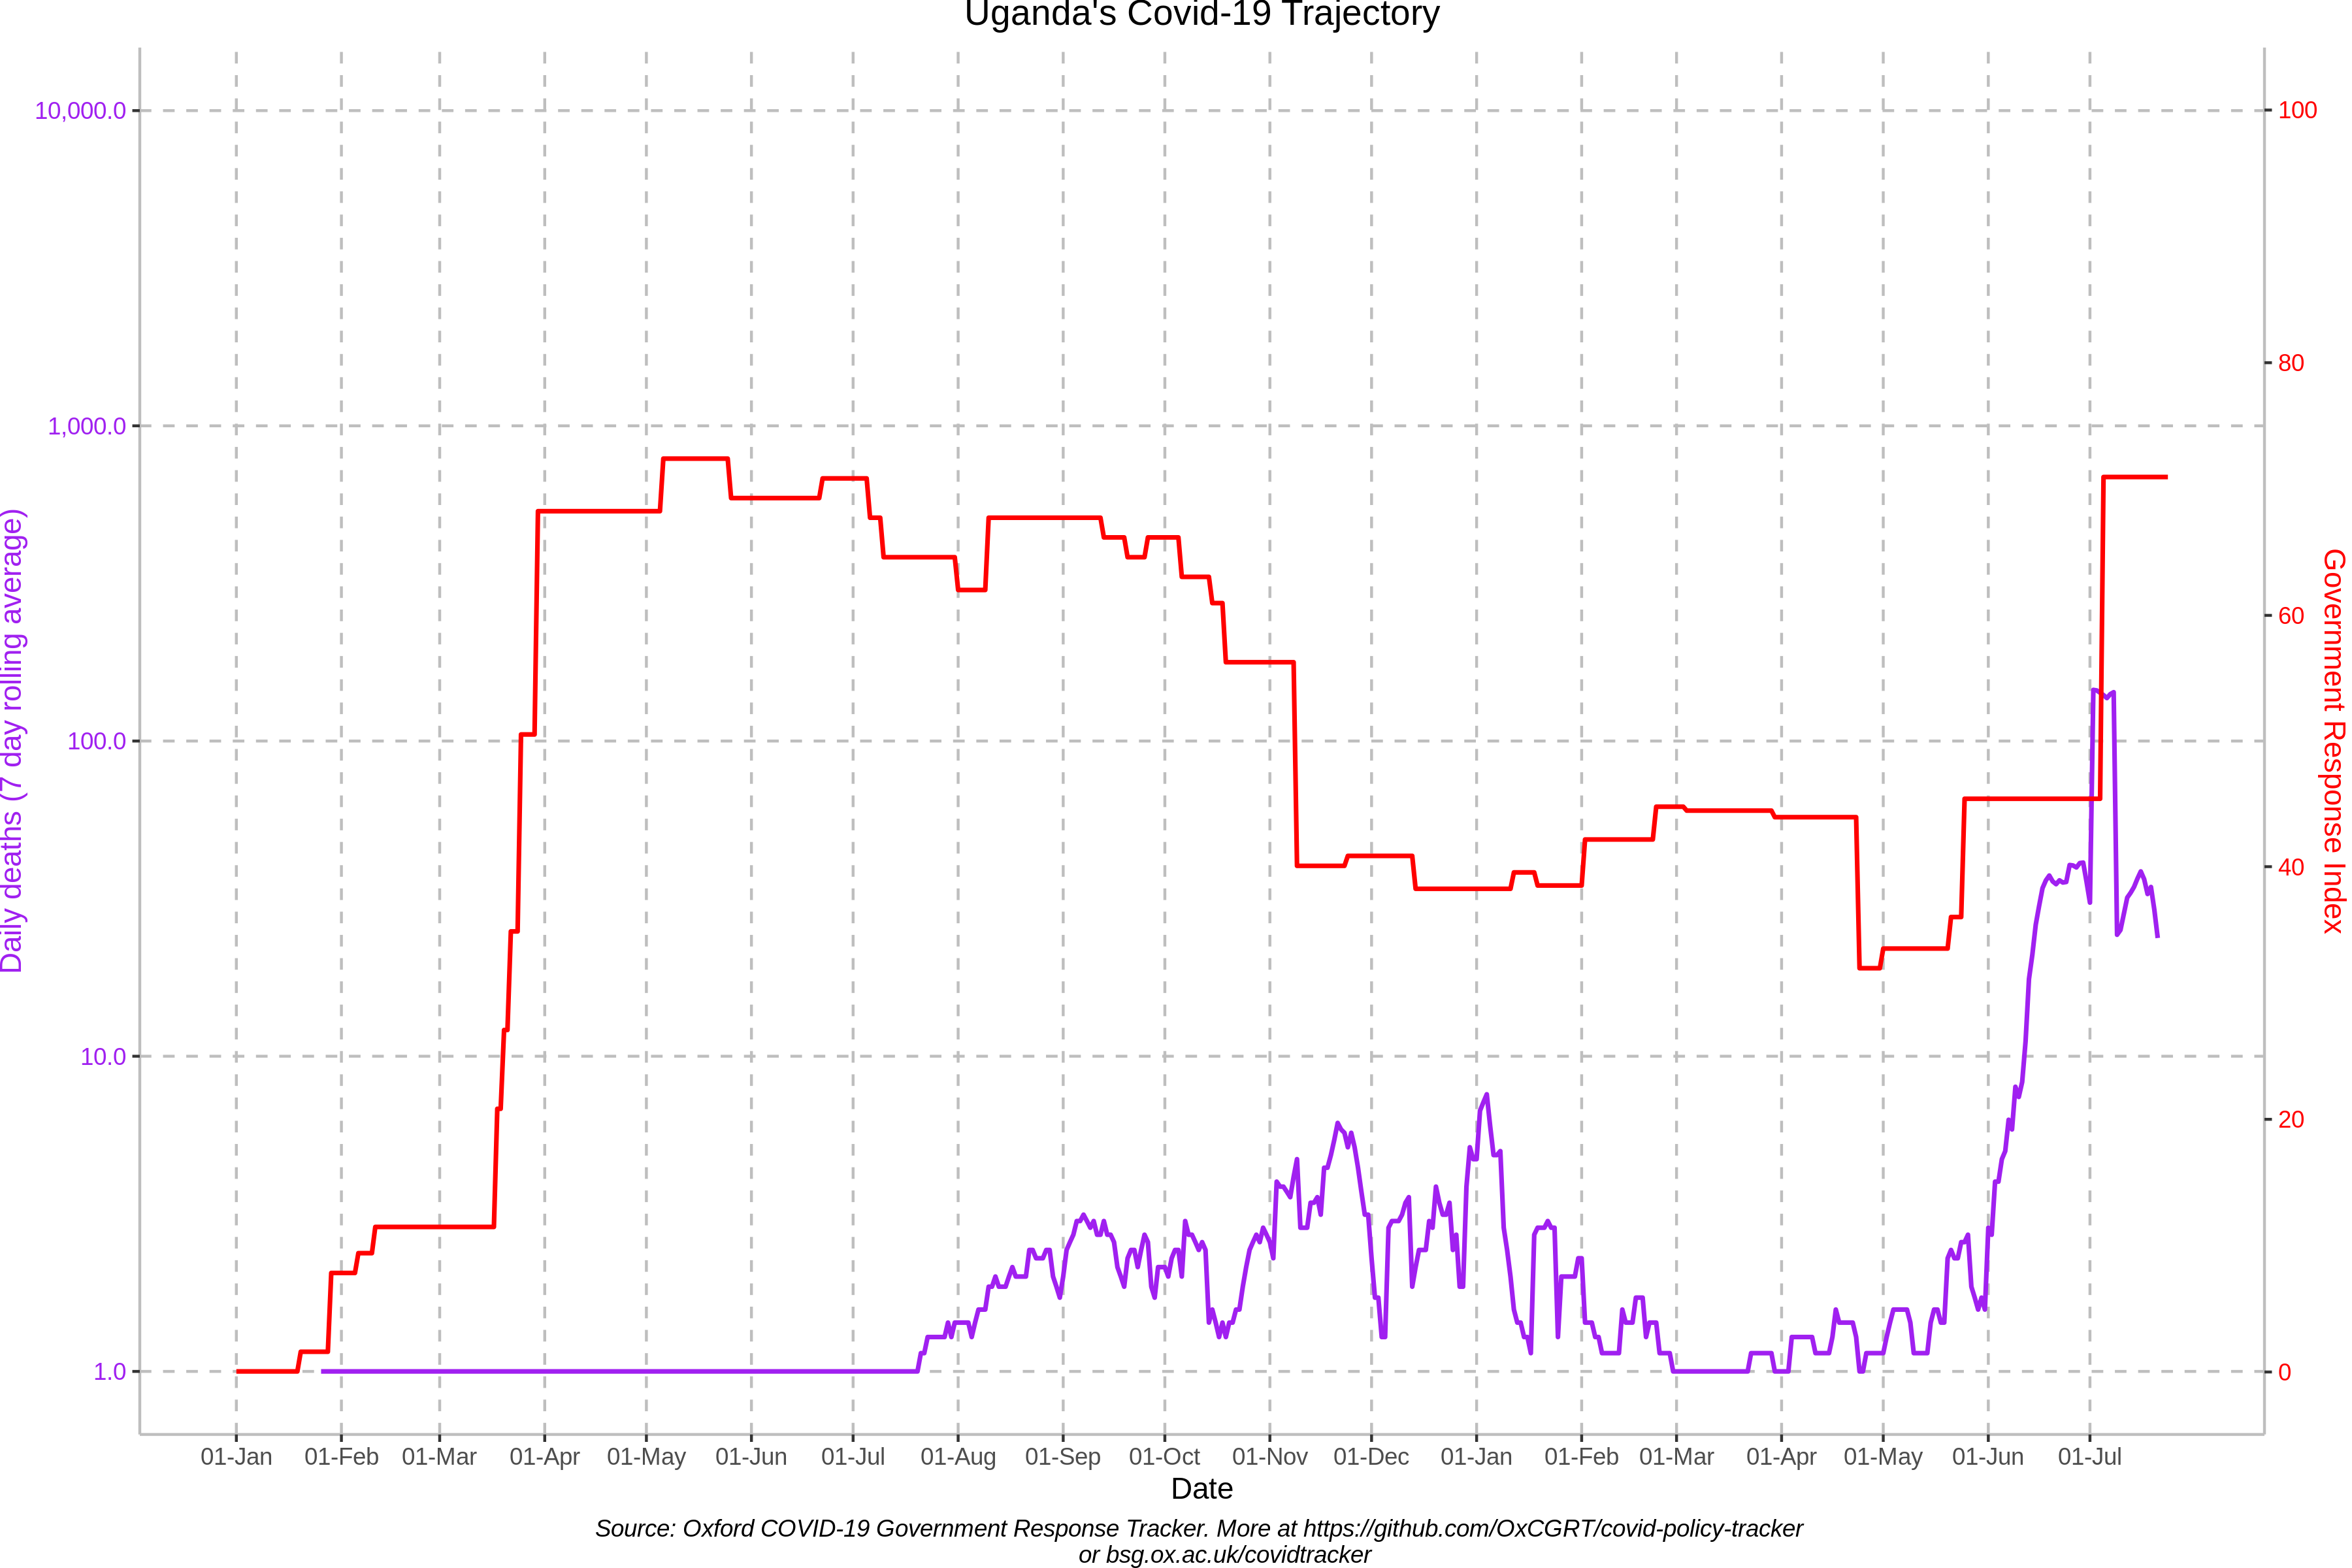 Uganda's Covid-19 Trajectory
10,000.0
1,000.0
100.0
10.0
1.0
Daily deaths (7 day rolling average)
100
80
60
40
20
0
Government Response Index
01-Jan 01-Feb 01-Mar 01-Apr 01-May 01-Jun 01-Jul 01-Aug 01-Sep 01-Oct 01-Nov 01-Dec 01-Jan 01-Feb 01-Mar 01-Apr 01-May 01-Jun 01-Jul
Date
Source: Oxford COVID-19 Government Response Tracker. More at https://github.com/OxCGRT/covid-policy-tracker
or bsg.ox.ac.uk/covidtracker